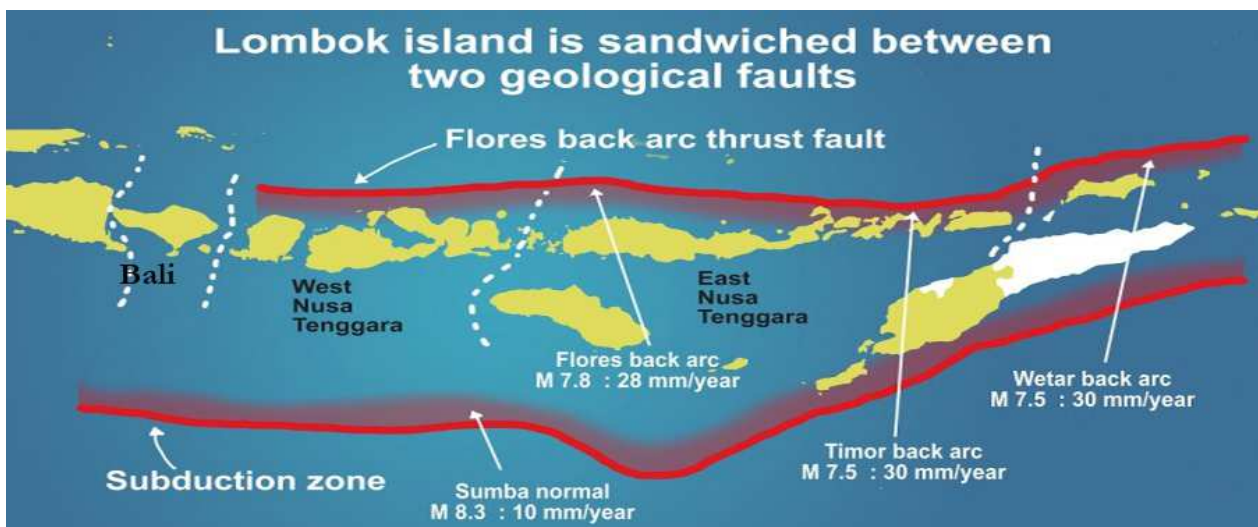 Lombok island is sandwiched between
two geological faults
Flores back arc thrust fault
Bali
West
Nusa
Tenggara
East
Nusa
Tenggara
Flores back arc
M 7.8 : 28 mm/year
Wetar back arc
M 7.5 : 30 mm/year
Timor back arc
M 7.5 : 30 mm/year
Subduction zone
Sumba normal
M 8.3 : 10 mm/year